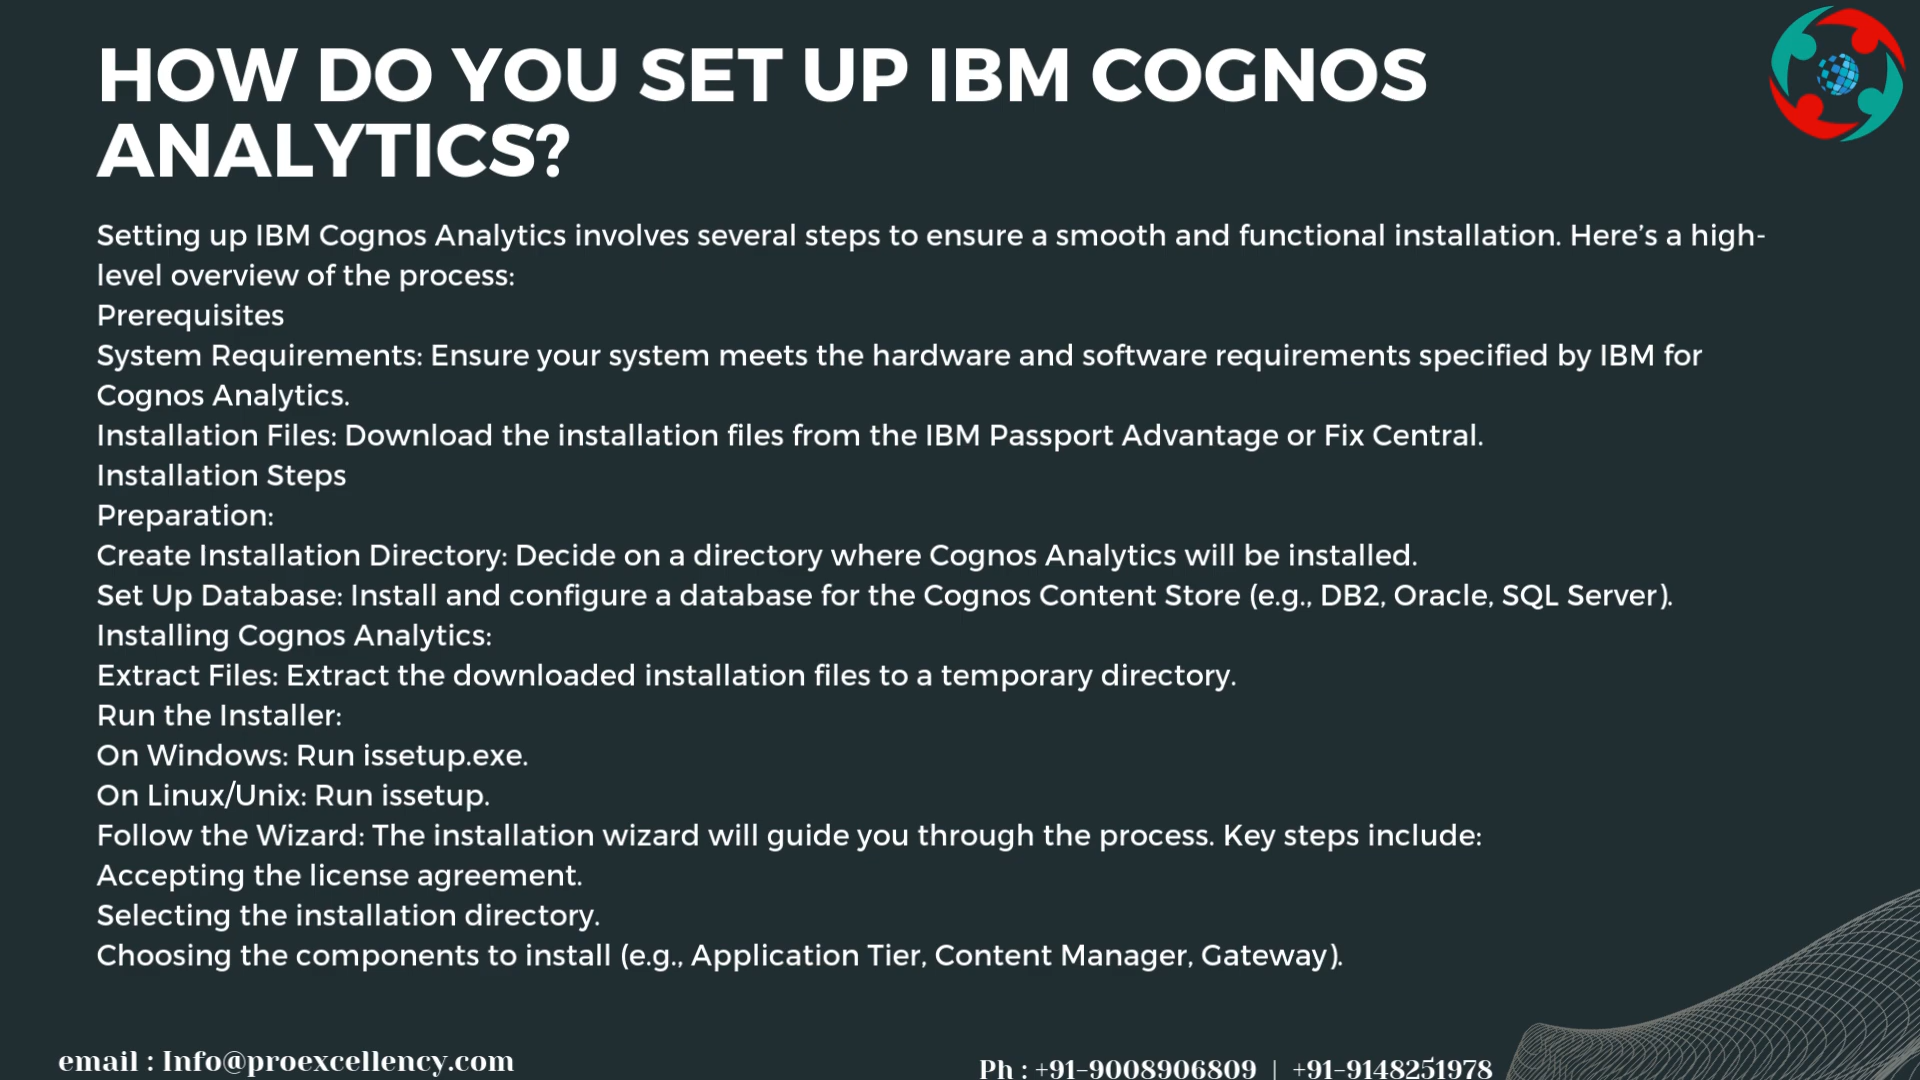 HOW DO YOU SET UP IBM COGNOS
ANALYTICS?
Setting up IBM Cognos Analytics involves several steps to ensure a smooth and functional installation. Here’s a high-
level overview of the process:
Prerequisites
System Requirements: Ensure your system meets the hardware and software requirements specified by IBM for
Cognos Analytics.
Installation Files: Download the installation files from the IBM Passport Advantage or Fix Central.
Installation Steps
Preparation:
Create Installation Directory: Decide on a directory where Cognos Analytics will be installed.
Set Up Database: Install and configure a database for the Cognos Content Store (e.g., DB2, Oracle, SQL Server).
Installing Cognos Analytics:
Extract Files: Extract the downloaded installation files to a temporary directory.
Run the Installer:
On Windows: Run issetup.exe.
On Linux/Unix: Run issetup.
Follow the Wizard: The installation wizard will guide you through the process. Key steps include:
Accepting the license agreement.
Selecting the installation directory.
Choosing the components to install (e.g., Application Tier, Content Manager, Gateway).
email : Info@proexcellency.com
Ph : +91-9008906809 | +91-9148251978